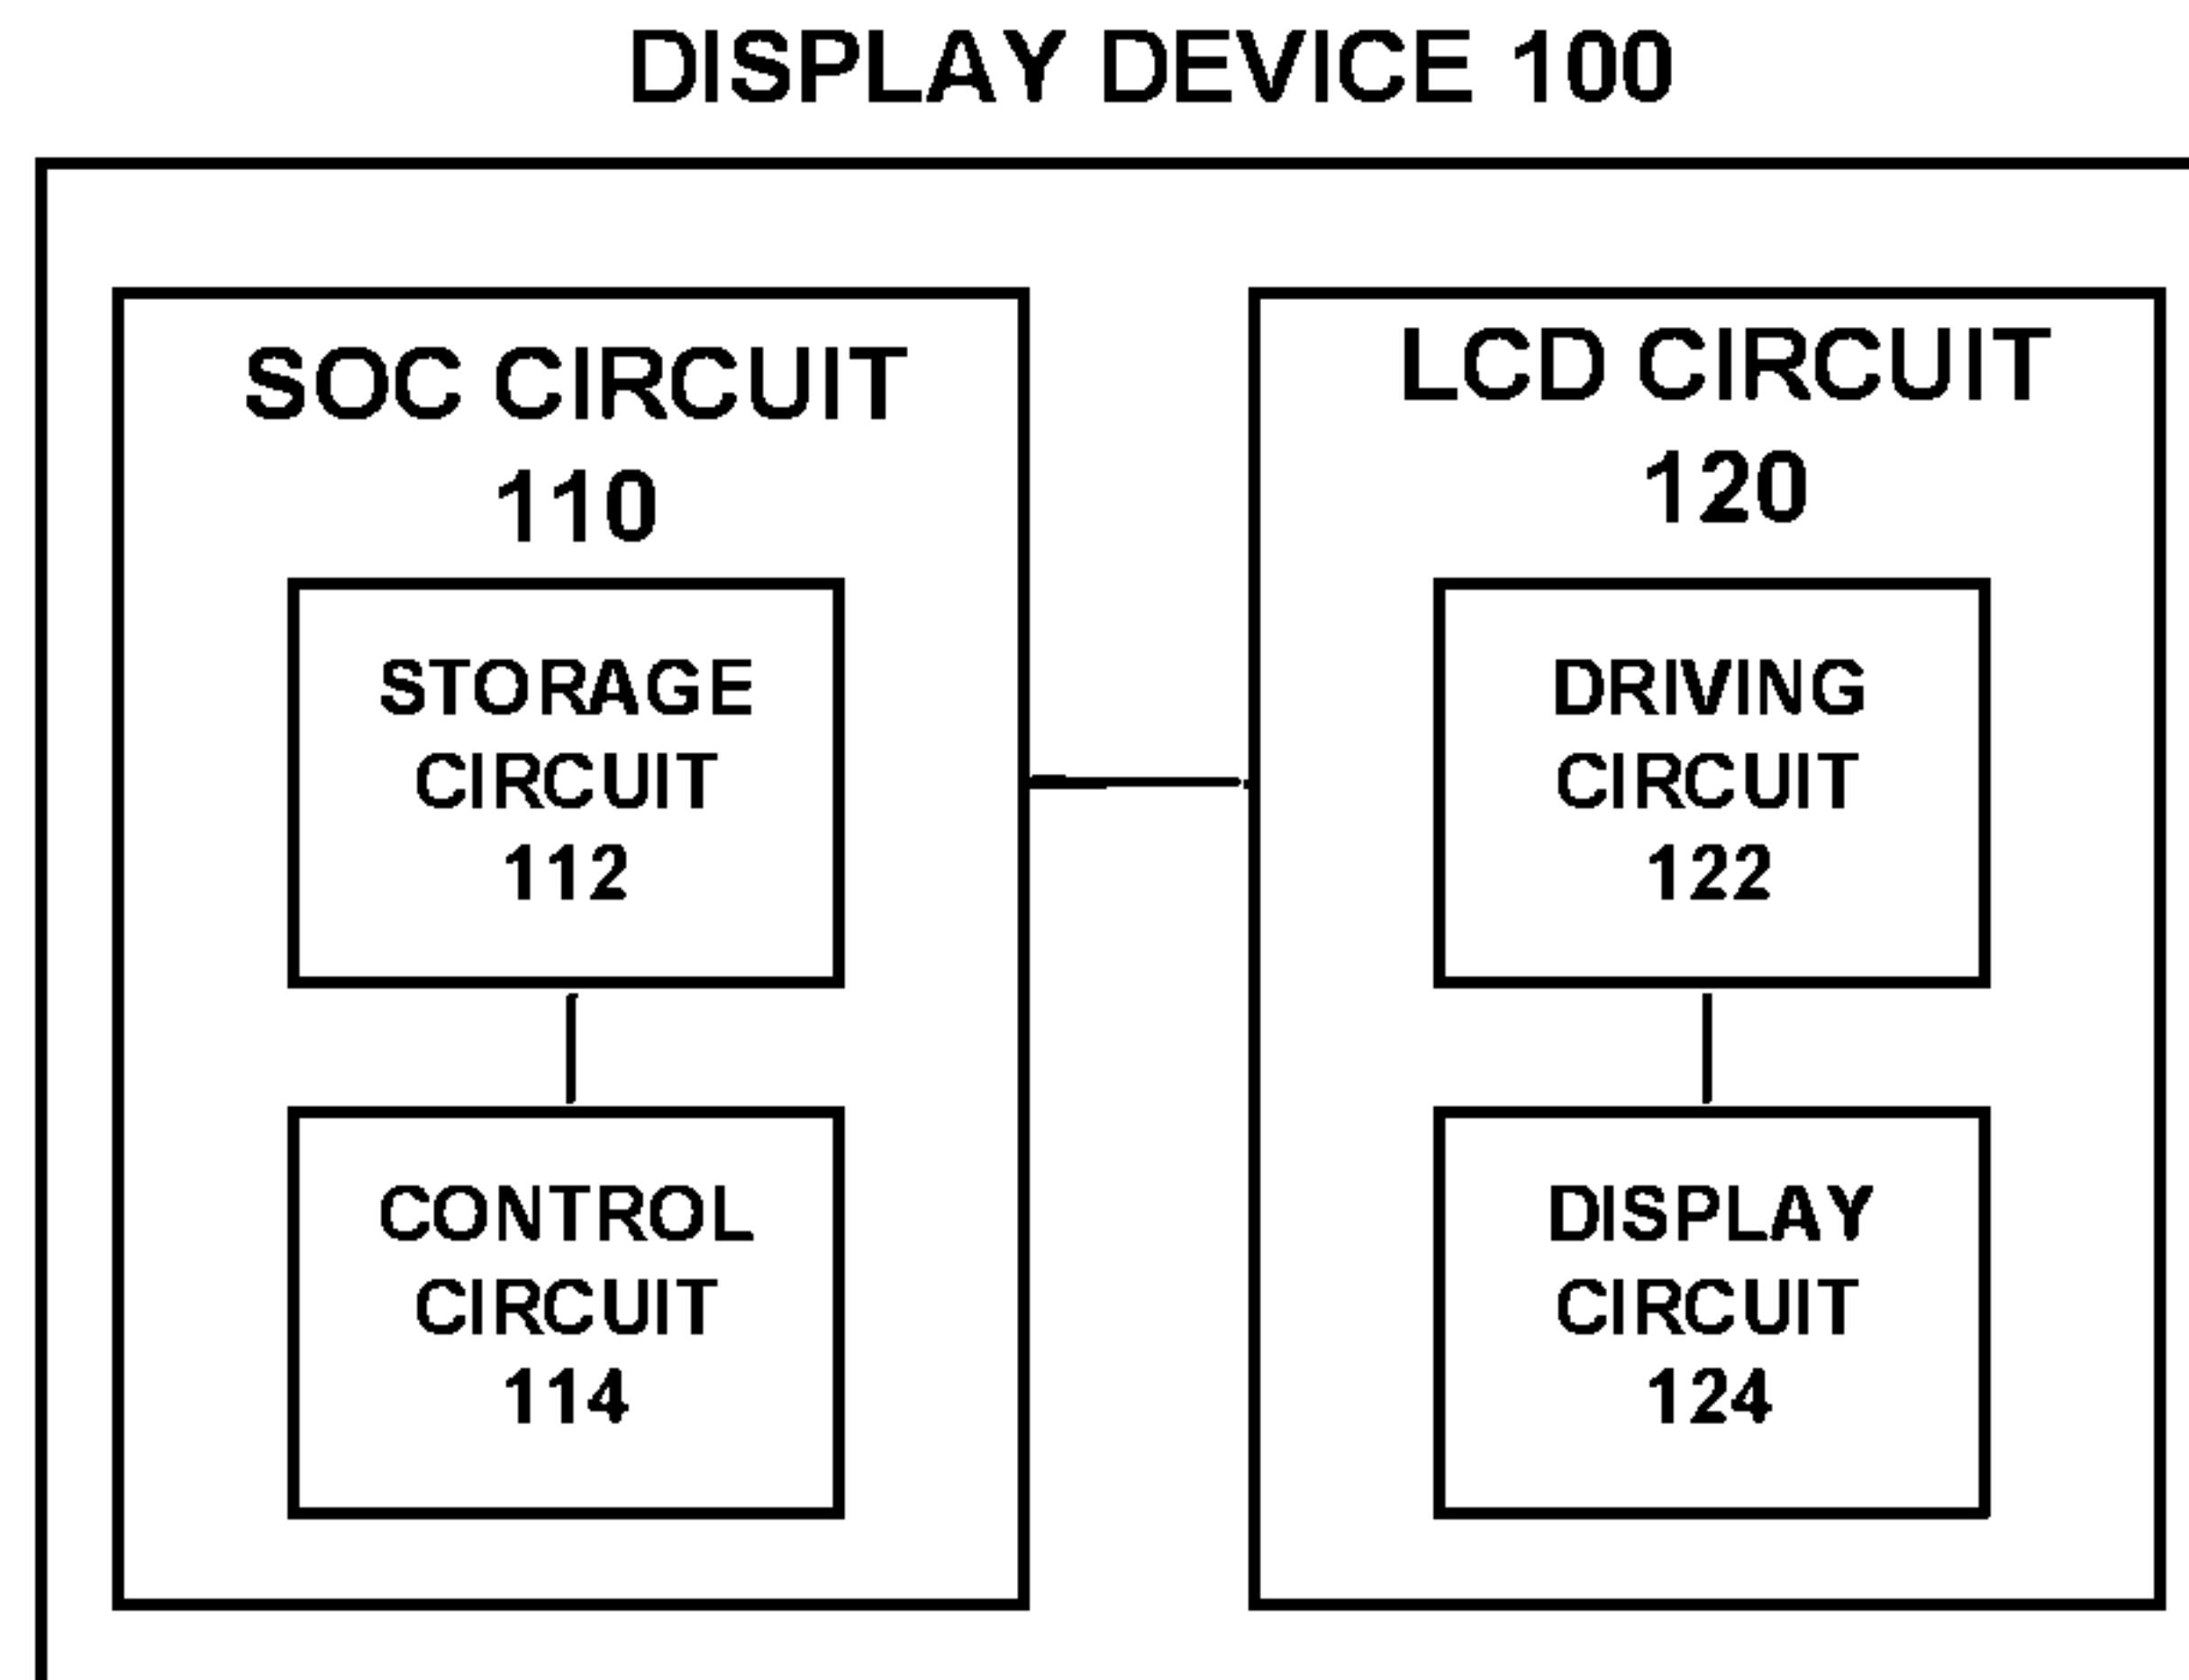 DISPLAY DEVICE 100
SOC CIRCUIT
110
STORAGE
CIRCUIT
112
CONTROL
CIRCUIT
114
LCD CIRCUIT
120
DRIVING
CIRCUIT
122
DISPLAY
CIRCUIT
124